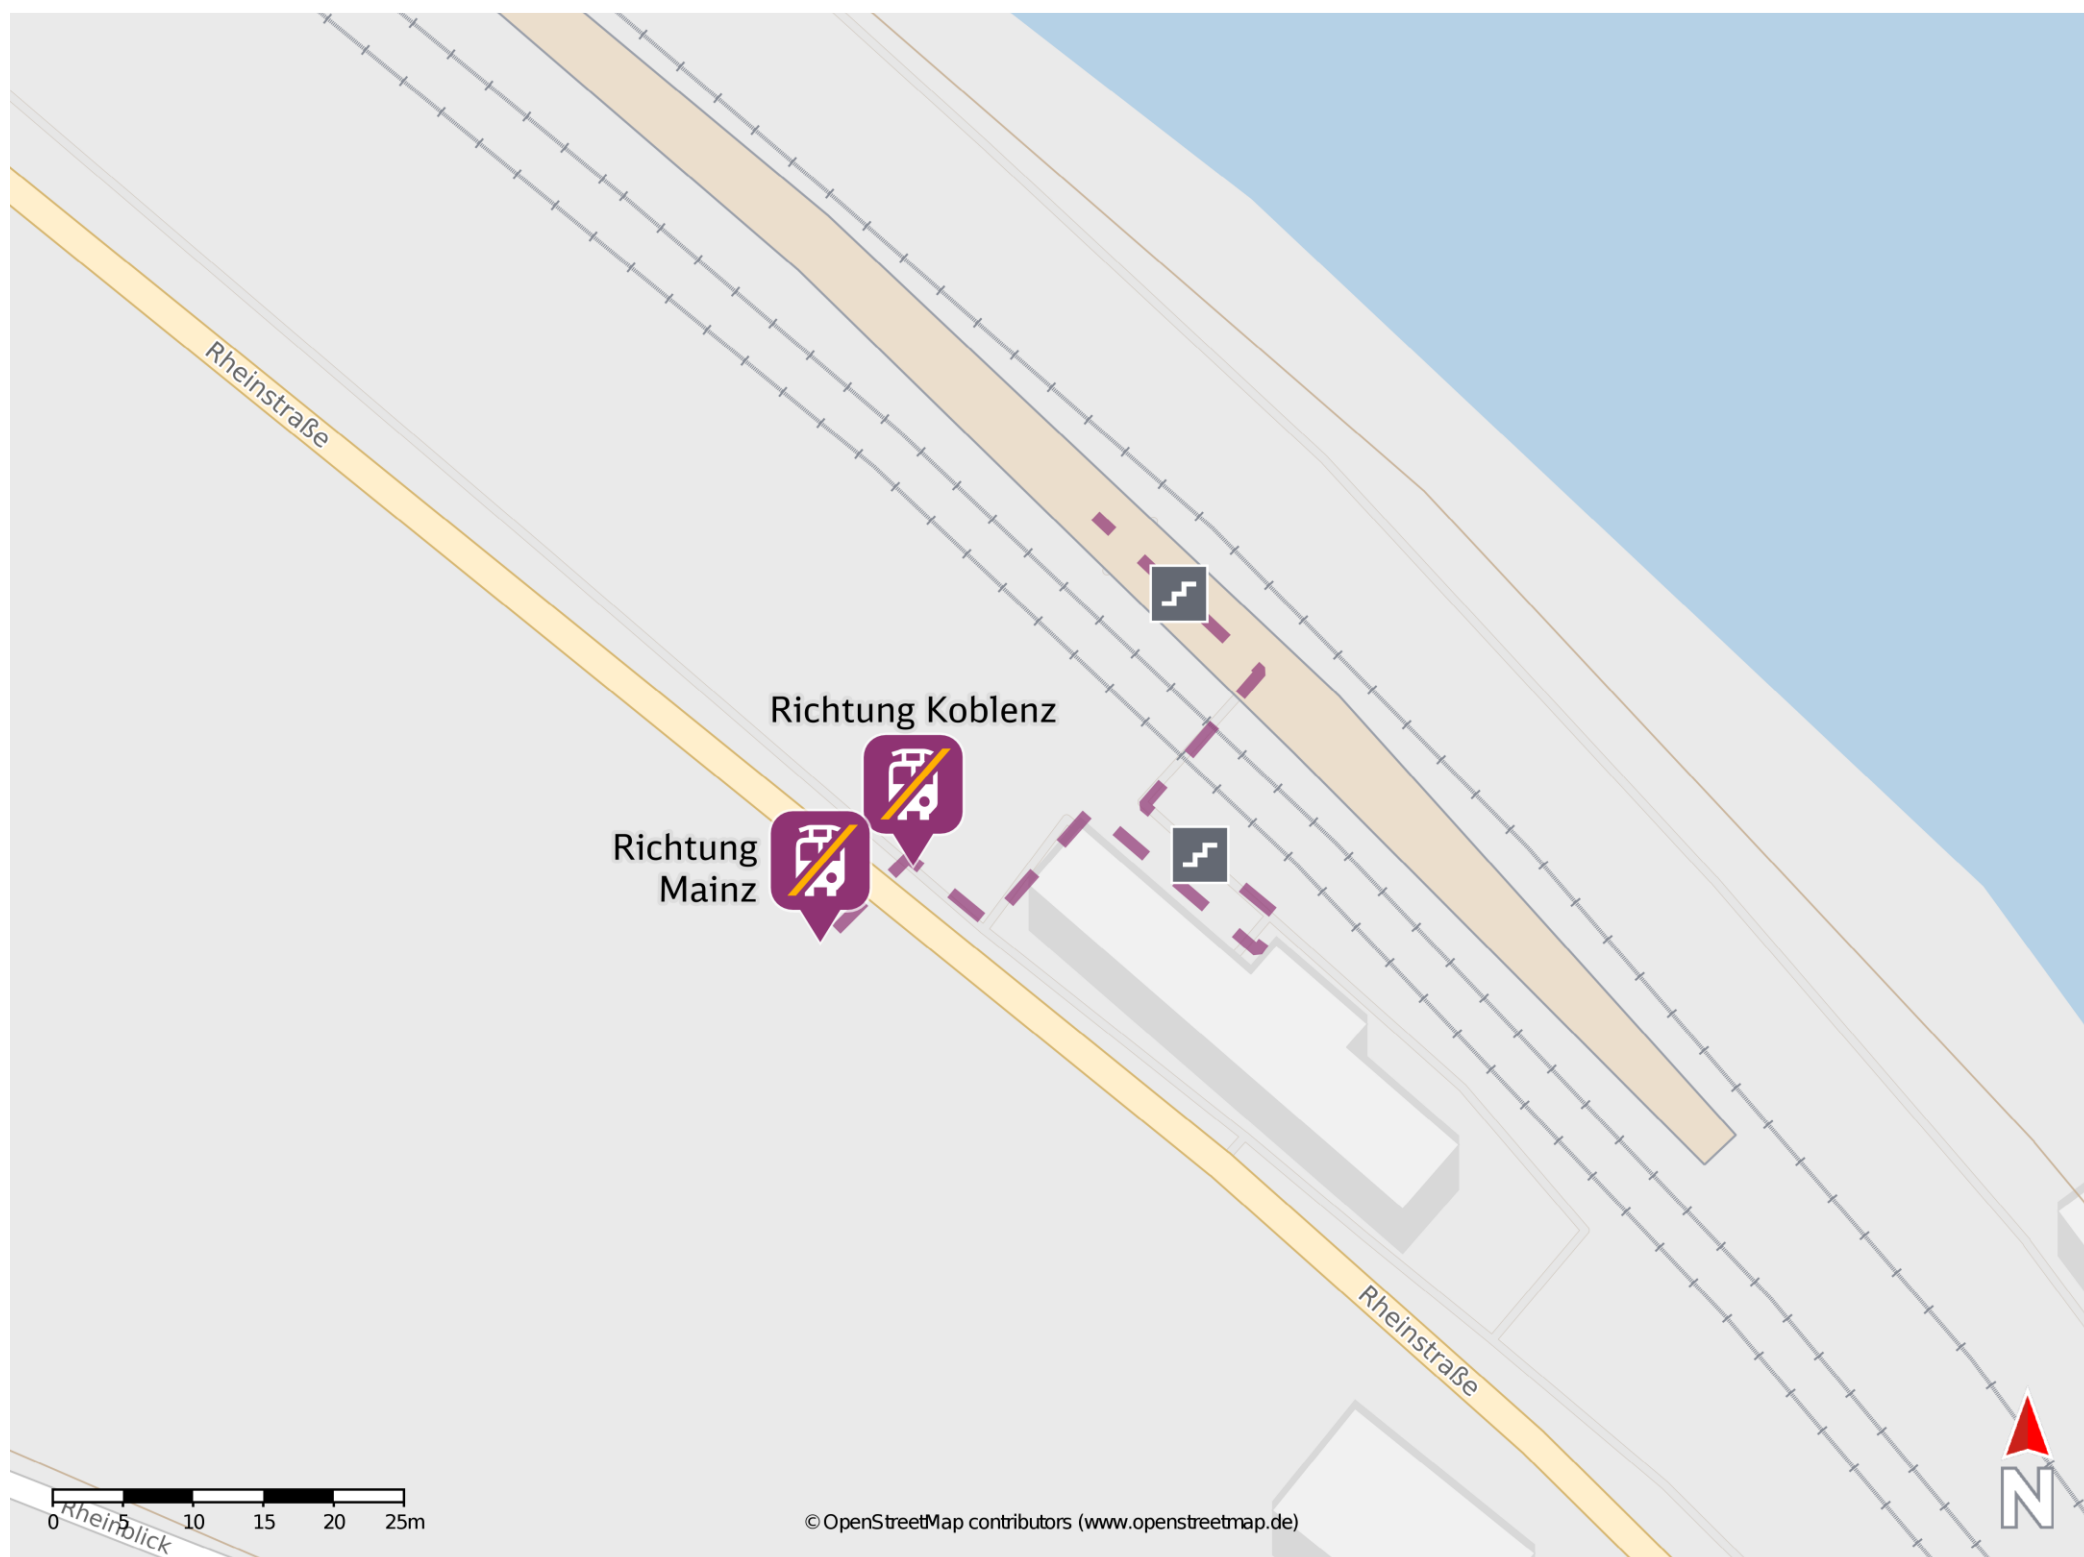 Rheinstraße
Richtung Koblenz
Richtung
Mainz
Rheinstraße
N
0 5 10 15 20 25m
Rheinblick
© OpenStreetMap contributors (www.openstreetmap.de)